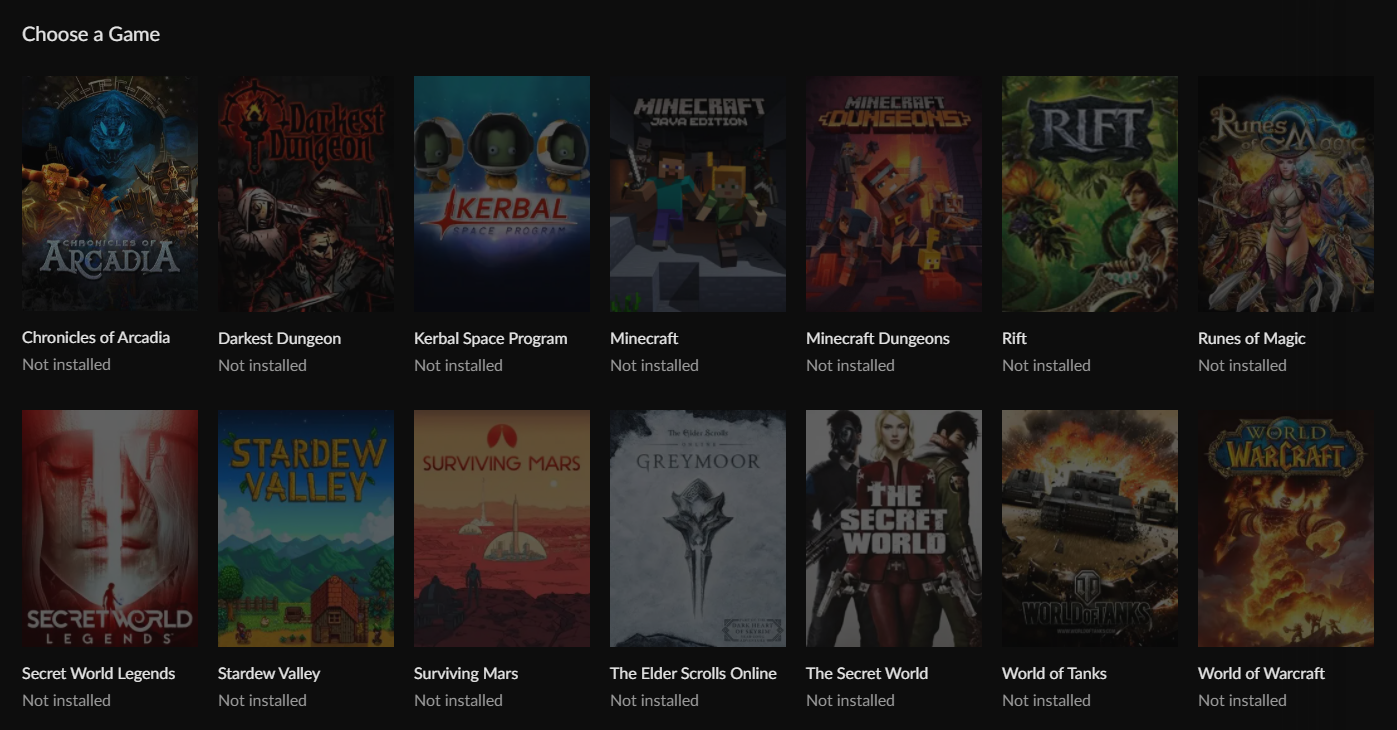 Choose a Game
CHRONICLES OF
ARCADIA
Darkest
Dungeon
KERBAL
SPACE PROGRAM
MINECRAFT
JAVA EDITION
MINECRAFT
DUNGEONS
RIFT
Runes
of Magic
Chronicles of Arcadia
Darkest Dungeon
Kerbal Space Program
Minecraft
Minecraft Dungeons
Rift
Runes of Magic
Not installed
Not installed
Not installed
Not installed
Not installed
Not installed
Not installed
SECRET WORLD
LEGENDS
STARDEW
VALLEY
SURVIVING MARS
The Elder Scrolls
ONLINE
GREYMOOR
DARK HEART
OF SKYRIM
THE
SECRET
WORLD
WORLD OF TANKS
WORLD
OF
WARCRAFT
Secret World Legends
Stardew Valley
Surviving Mars
The Elder Scrolls Online
The Secret World
World of Tanks
World of Warcraft
Not installed
Not installed
Not installed
Not installed
Not installed
Not installed
Not installed